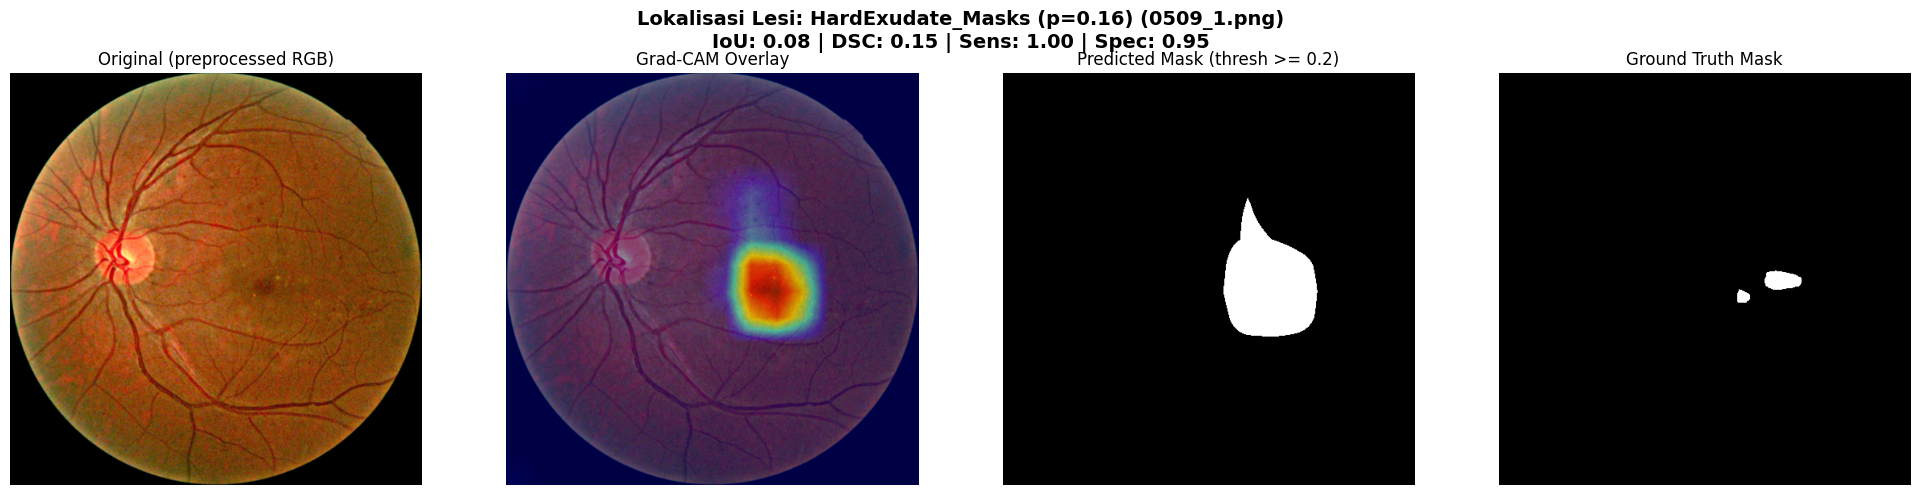 Lokalisasi Lesi: HardExudate_Masks (p=0.16) (0509_1.png)
IoU: 0.08 | DSC: 0.15 | Sens: 1.00 | Spec: 0.95
Original (preprocessed RGB)
Grad-CAM Overlay
Predicted Mask (thresh >= 0.2)
Ground Truth Mask